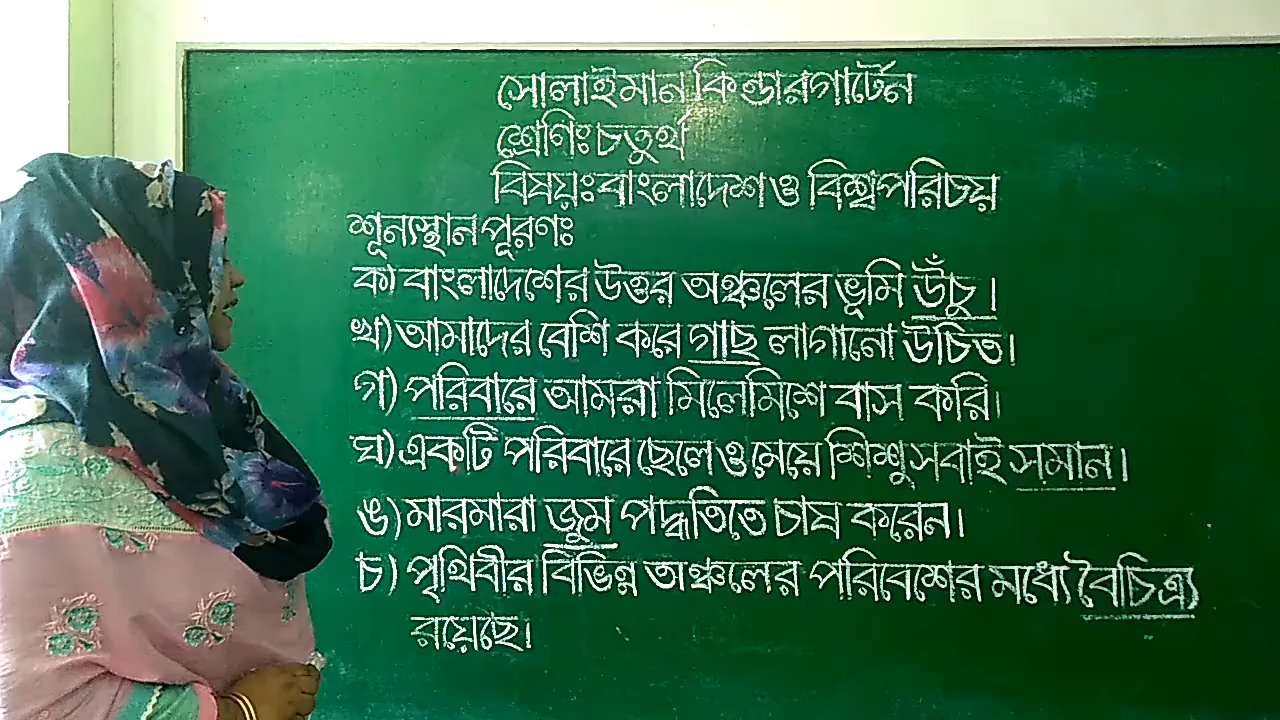 সোলাইমান কিন্ডারগার্টেন
শ্রেণিঃ চতুর্থ
বিষয়ঃ বাংলাদেশ ও বিশ্বপরিচয়
শূন্যস্থান পূরণঃ
ক) বাংলাদেশের উত্তর অঞ্চলের ভূমি উঁচু।
খ) আমাদের বেশি করে গাছ লাগানো উচিত।
গ) পরিবারে আমরা মিলেমিশে বাস করি।
ঘ) একটি পরিবারে ছেলে ও মেয়ে শিশু সবাই সমান।
ঙ) মারমারা জুম পদ্ধতিতে চাষ করেন।
চ) পৃথিবীর বিভিন্ন অঞ্চলের পরিবেশের মধ্যে বৈচিত্র্য
রয়েছে।